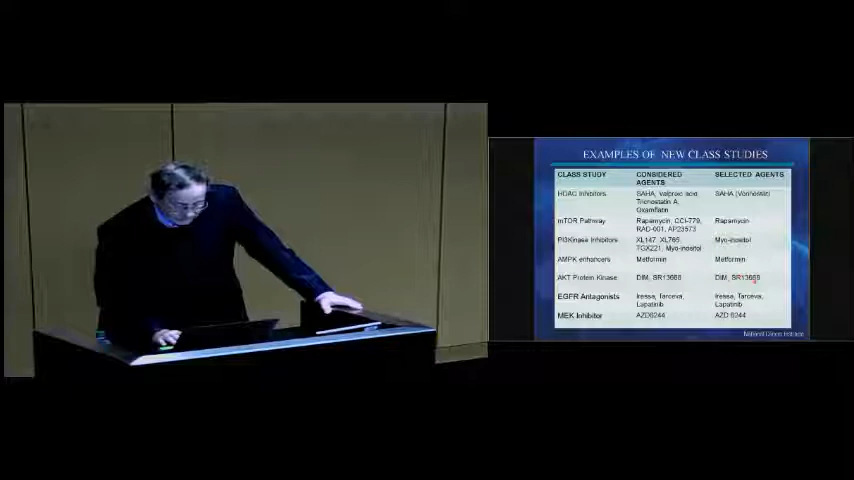 EXAMPLES OF NEW CLASS STUDIES
CLASS STUDY CONSIDERED AGENTS SELECTED AGENTS
HDAC Inhibitors SAHA, Valproic acid SAHA (Vorinostat)
Trichostatin A,
Oxamflatin
mTOR Pathway Rapamycin, CCI-779, Rapamycin
RAD-001, AP23573
PI3Kinase Inhibitors XL147, XL765, Myo-inositol
TGX221, Myo-inositol
AMPK enhancers Metformin Metformin
AKT Protein Kinase DIM, SR13668 DIM, SR13668
EGFR Antagonists Iressa, Tarceva, Iressa, Tarceva,
Lapatinib Lapatinib
MEK Inhibitor AZD6244 AZD 6244
National Cancer Institute